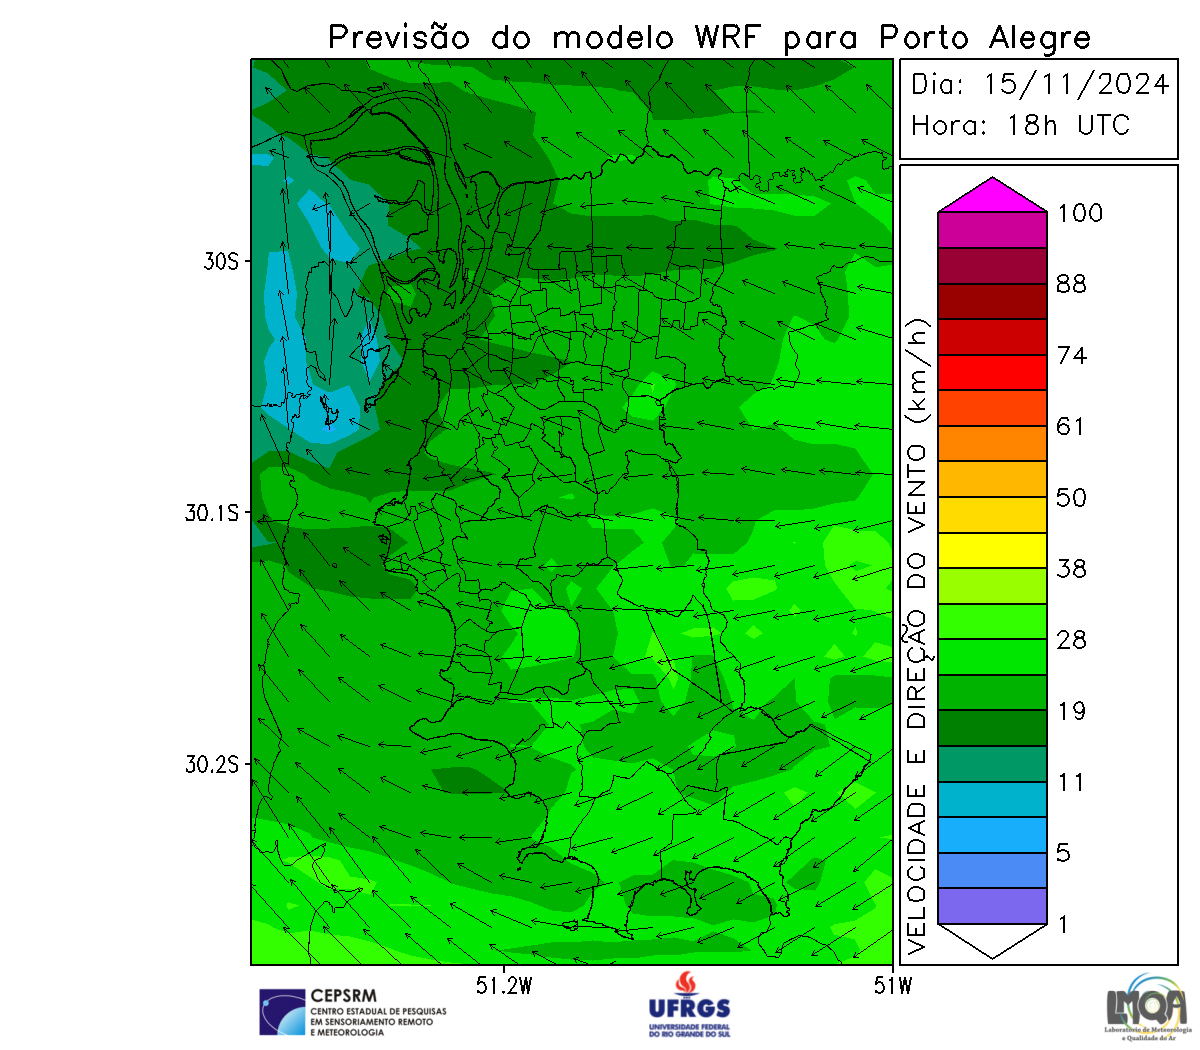 Previsão do modelo WRF para Porto Alegre
Dia: 15/11/2024
Hora: 18h UTC
30S
30.1S
30.2S
51.2W
51W
VELOCIDADE E DIREÇÃO DO VENTO (km/h)
100
88
74
61
50
38
28
19
11
5
1
CEPSRM
CENTRO ESTADUAL DE PESQUISAS
EM SENSORIAMENTO REMOTO
E METEOROLOGIA
UFRGS
UNIVERSIDADE FEDERAL
DO RIO GRANDE DO SUL
LMQA
Laboratório de Meteorologia
e Qualidade do Ar